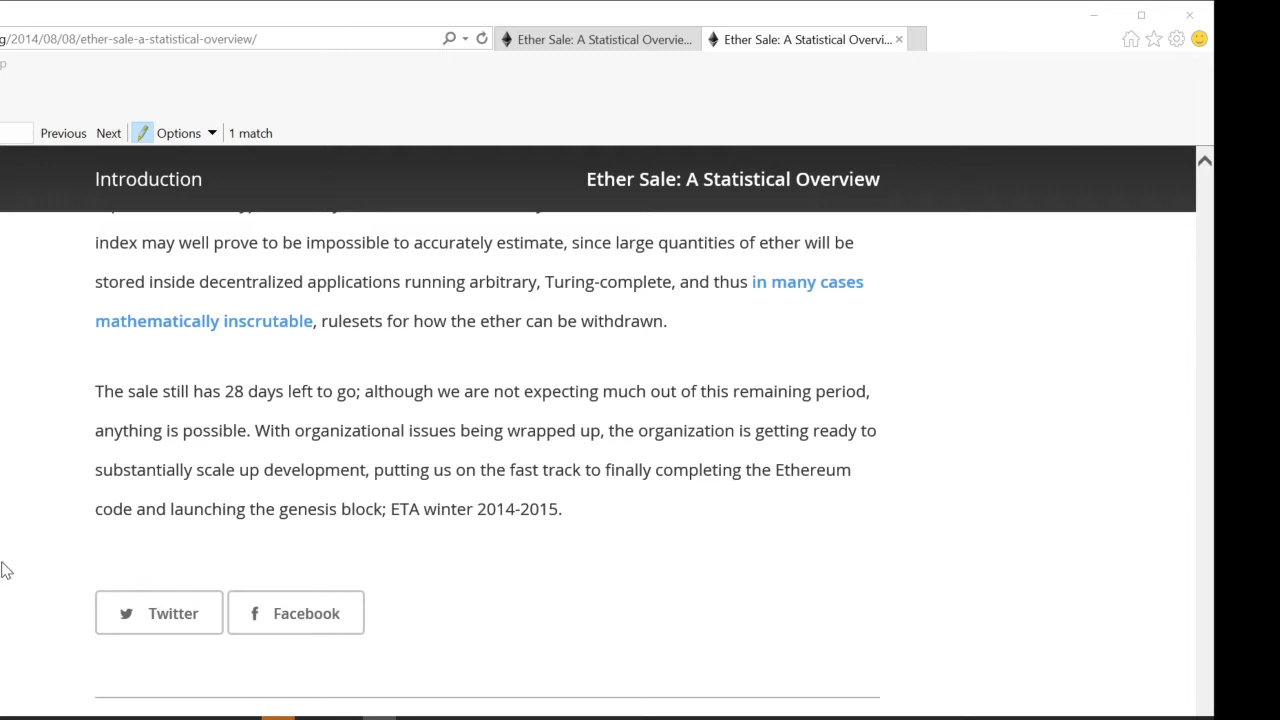 g/2014/08/08/ether-sale-a-statistical-overview/
Ether Sale: A Statistical Overvie...
Ether Sale: A Statistical Overvi...
p
Previous Next Options 1 match
Introduction
Ether Sale: A Statistical Overview
index may well prove to be impossible to accurately estimate, since large quantities of ether will be
stored inside decentralized applications running arbitrary, Turing-complete, and thus in many cases
mathematically inscrutable, rulesets for how the ether can be withdrawn.
The sale still has 28 days left to go; although we are not expecting much out of this remaining period,
anything is possible. With organizational issues being wrapped up, the organization is getting ready to
substantially scale up development, putting us on the fast track to finally completing the Ethereum
code and launching the genesis block; ETA winter 2014-2015.
Twitter
Facebook